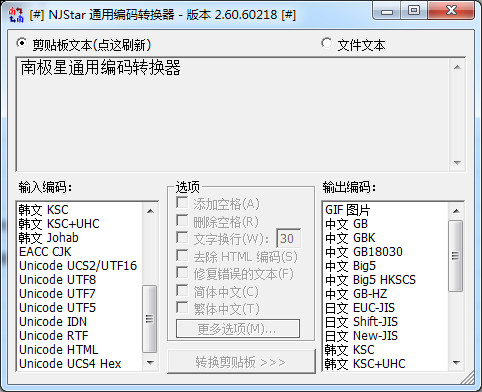 [#] NJStar 通用编码转换器 - 版本 2.60.60218 [#]
剪贴板文本(点这刷新)
文件文本
南极星通用编码转换器
输入编码:
韩文 KSC
韩文 KSC+UHC
韩文 Johab
EACC CJK
Unicode UCS2/UTF16
Unicode UTF8
Unicode UTF7
Unicode UTF5
Unicode IDN
Unicode RTF
Unicode HTML
Unicode UCS4 Hex
选项
添加空格(A)
删除空格(R)
文字换行(W): 30
去除 HTML 编码(S)
修复错误的文本(F)
简体中文(C)
繁体中文(T)
更多选项(M)...
转换剪贴板 >>>
输出编码:
GIF 图片
中文 GB
中文 GBK
中文 GB18030
中文 Big5
中文 Big5 HKSCS
中文 GB-HZ
日文 EUC-JIS
日文 Shift-JIS
日文 New-JIS
韩文 KSC
韩文 KSC+UHC